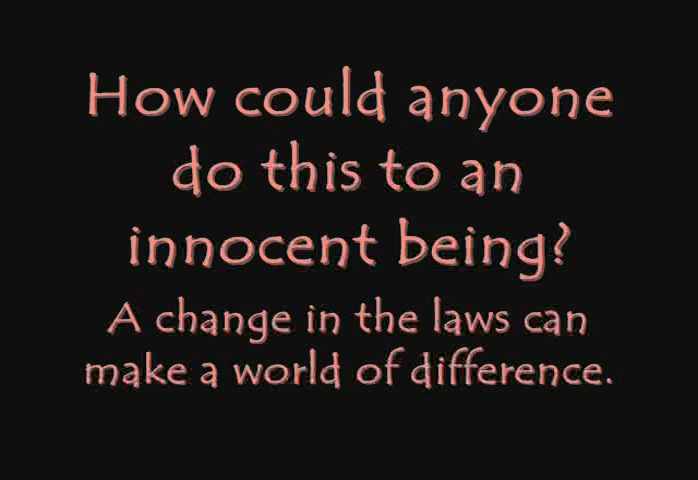 How could anyone
do this to an
innocent being?
A change in the laws can
make a world of difference.